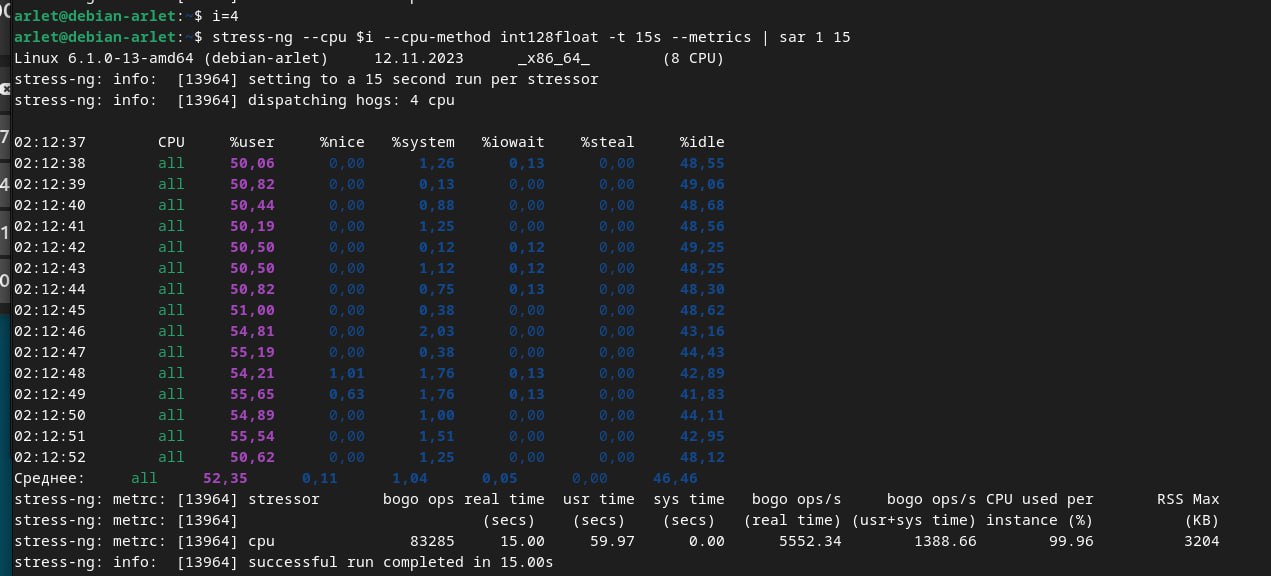 arlet@debian-arlet:~$ i=4
arlet@debian-arlet:~$ stress-ng --cpu $i --cpu-method int128float -t 15s --metrics | sar 1 15
Linux 6.1.0-13-amd64 (debian-arlet) 12.11.2023 _x86_64_ (8 CPU)
stress-ng: info: [13964] setting to a 15 second run per stressor
stress-ng: info: [13964] dispatching hogs: 4 cpu
02:12:37 CPU %user %nice %system %iowait %steal %idle
02:12:38 all 50,06 0,00 1,26 0,13 0,00 48,55
02:12:39 all 50,82 0,00 0,13 0,00 0,00 49,06
02:12:40 all 50,44 0,00 0,88 0,00 0,00 48,68
02:12:41 all 50,19 0,00 1,25 0,00 0,00 48,56
02:12:42 all 50,50 0,00 0,12 0,12 0,00 49,25
02:12:43 all 50,50 0,00 1,12 0,12 0,00 48,25
02:12:44 all 50,82 0,00 0,75 0,13 0,00 48,30
02:12:45 all 51,00 0,00 0,38 0,00 0,00 48,62
02:12:46 all 54,81 0,00 2,03 0,00 0,00 43,16
02:12:47 all 55,19 0,00 0,38 0,00 0,00 44,43
02:12:48 all 54,21 1,01 1,76 0,13 0,00 42,89
02:12:49 all 55,65 0,63 1,76 0,13 0,00 41,83
02:12:50 all 54,89 0,00 1,00 0,00 0,00 44,11
02:12:51 all 55,54 0,00 1,51 0,00 0,00 42,95
02:12:52 all 50,62 0,00 1,25 0,00 0,00 48,12
Среднее: all 52,35 0,11 1,04 0,05 0,00 46,46
stress-ng: metrc: [13964] stressor bogo ops real time usr time sys time bogo ops/s bogo ops/s CPU used per RSS Max
stress-ng: metrc: [13964] (secs) (secs) (secs) (real time) (usr+sys time) instance (%) (KB)
stress-ng: metrc: [13964] cpu 83285 15.00 59.97 0.00 5552.34 1388.66 99.96 3204
stress-ng: info: [13964] successful run completed in 15.00s